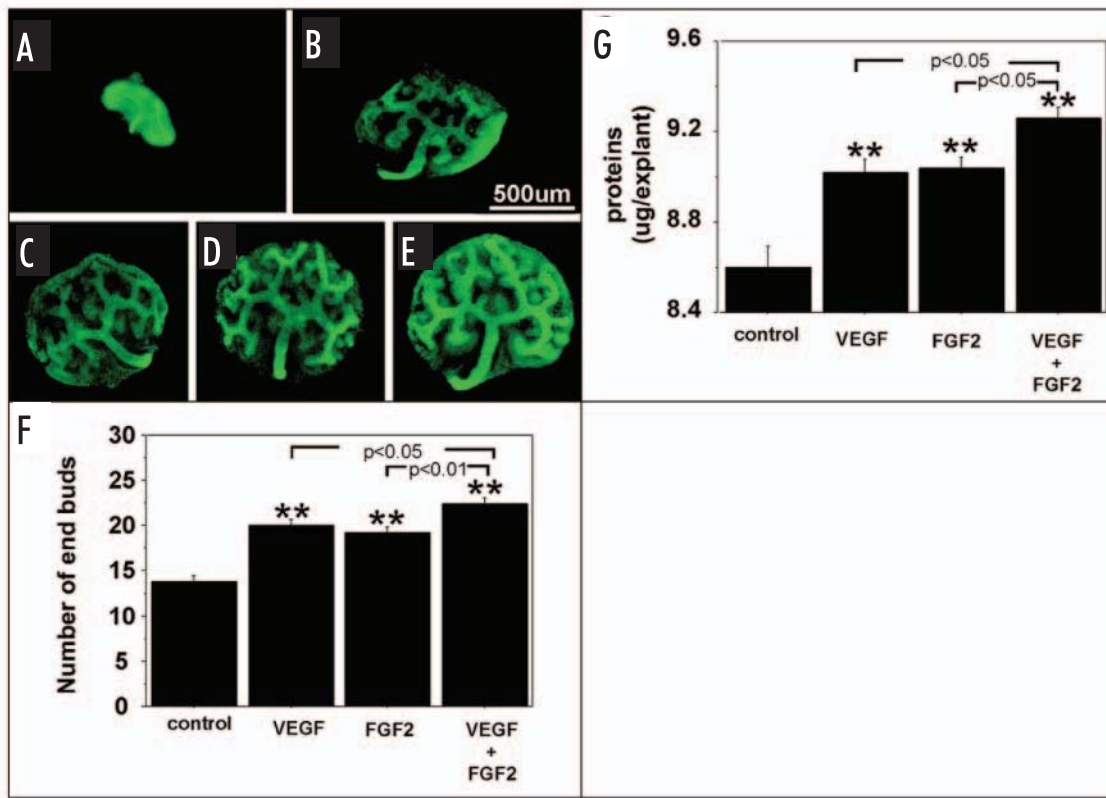 A
B
500um
C
D
E
F
Number of end buds
30
25
20
15
10
5
0
p<0.05
p<0.01
**
**
**
control
VEGF
FGF2
VEGF
+
FGF2
G
proteins
(ug/explant)
9.6
9.2
8.8
8.4
p<0.05
p<0.05
**
**
**
control
VEGF
FGF2
VEGF
+
FGF2